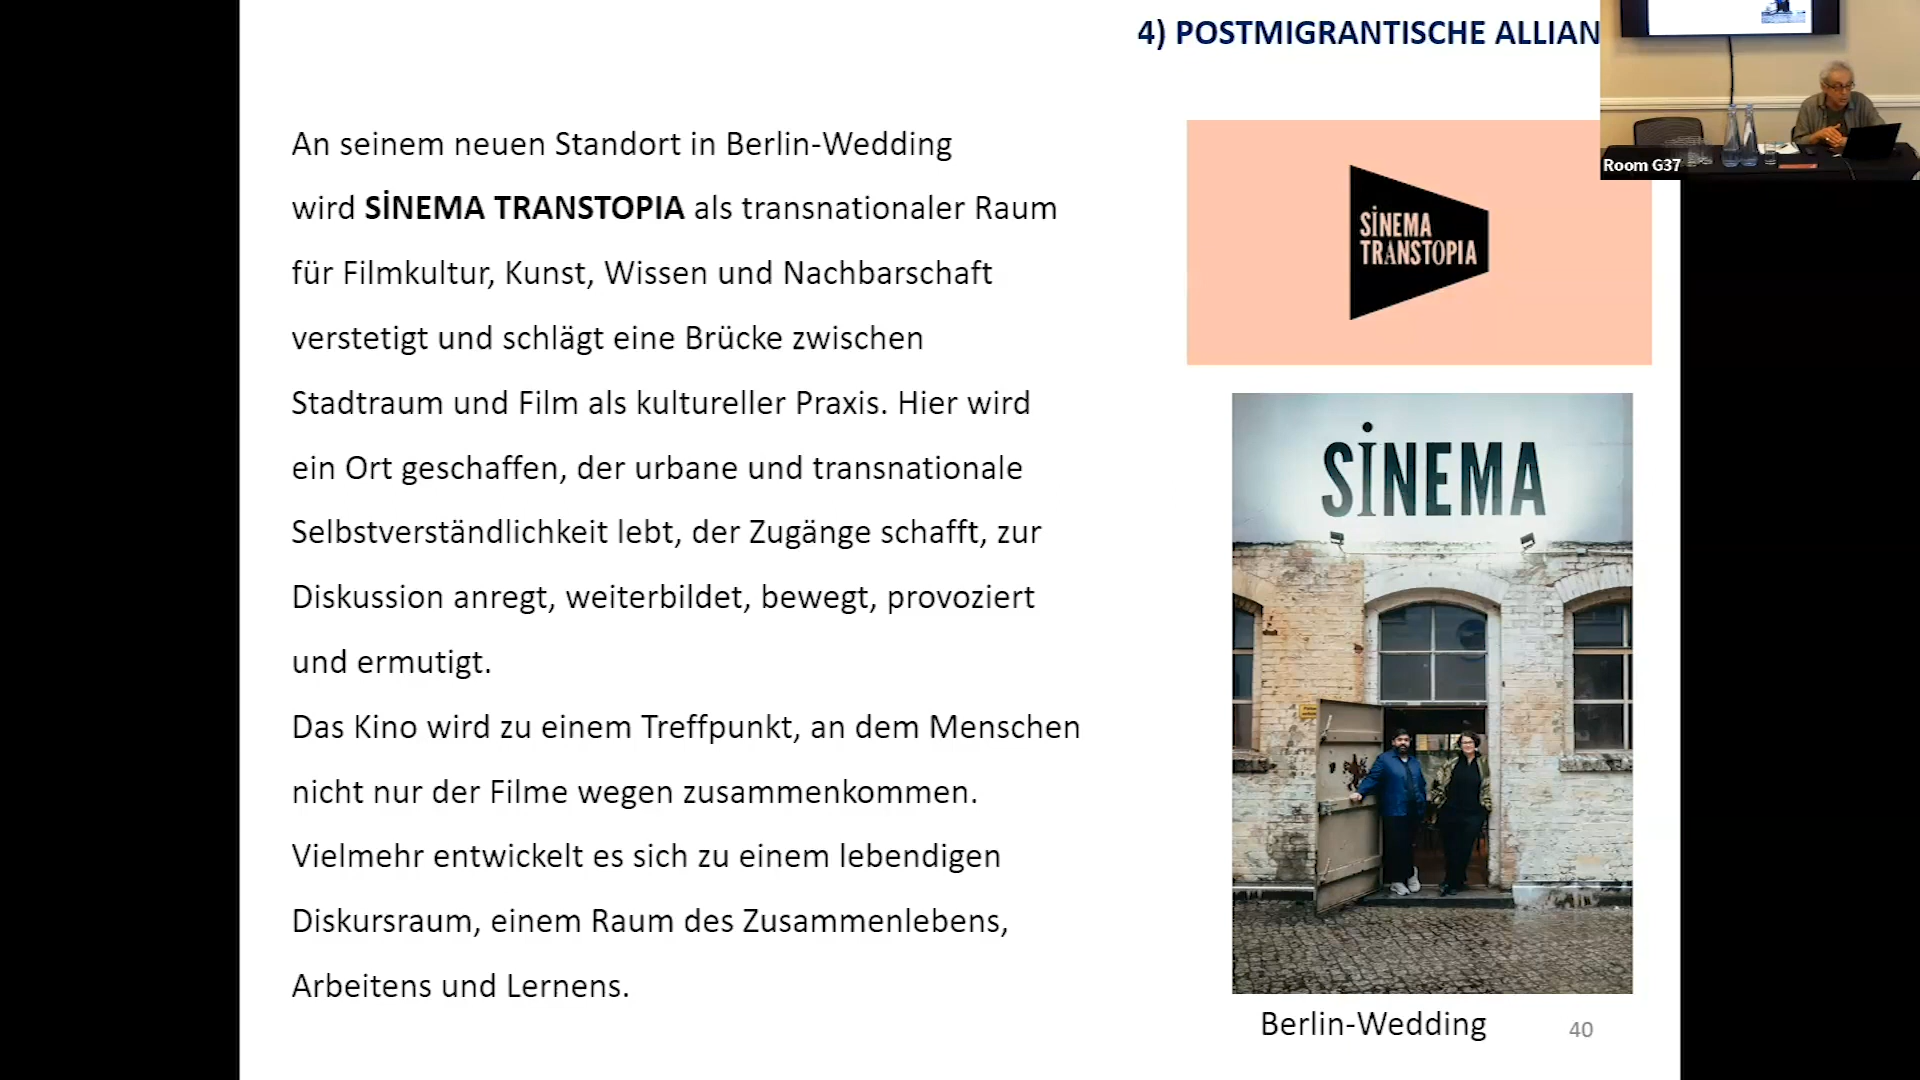 4) POSTMIGRANTISCHE ALLIAN
An seinem neuen Standort in Berlin-Wedding
wird SİNEMA TRANSTOPIA als transnationaler Raum
für Filmkultur, Kunst, Wissen und Nachbarschaft
verstetigt und schlägt eine Brücke zwischen
Stadtraum und Film als kultureller Praxis. Hier wird
ein Ort geschaffen, der urbane und transnationale
Selbstverständlichkeit lebt, der Zugänge schafft, zur
Diskussion anregt, weiterbildet, bewegt, provoziert
und ermutigt.
Das Kino wird zu einem Treffpunkt, an dem Menschen
nicht nur der Filme wegen zusammenkommen.
Vielmehr entwickelt es sich zu einem lebendigen
Diskursraum, einem Raum des Zusammenlebens,
Arbeitens und Lernens.
SİNEMA
TRANSTOPIA
SİNEMA
Berlin-Wedding
40
Room G37